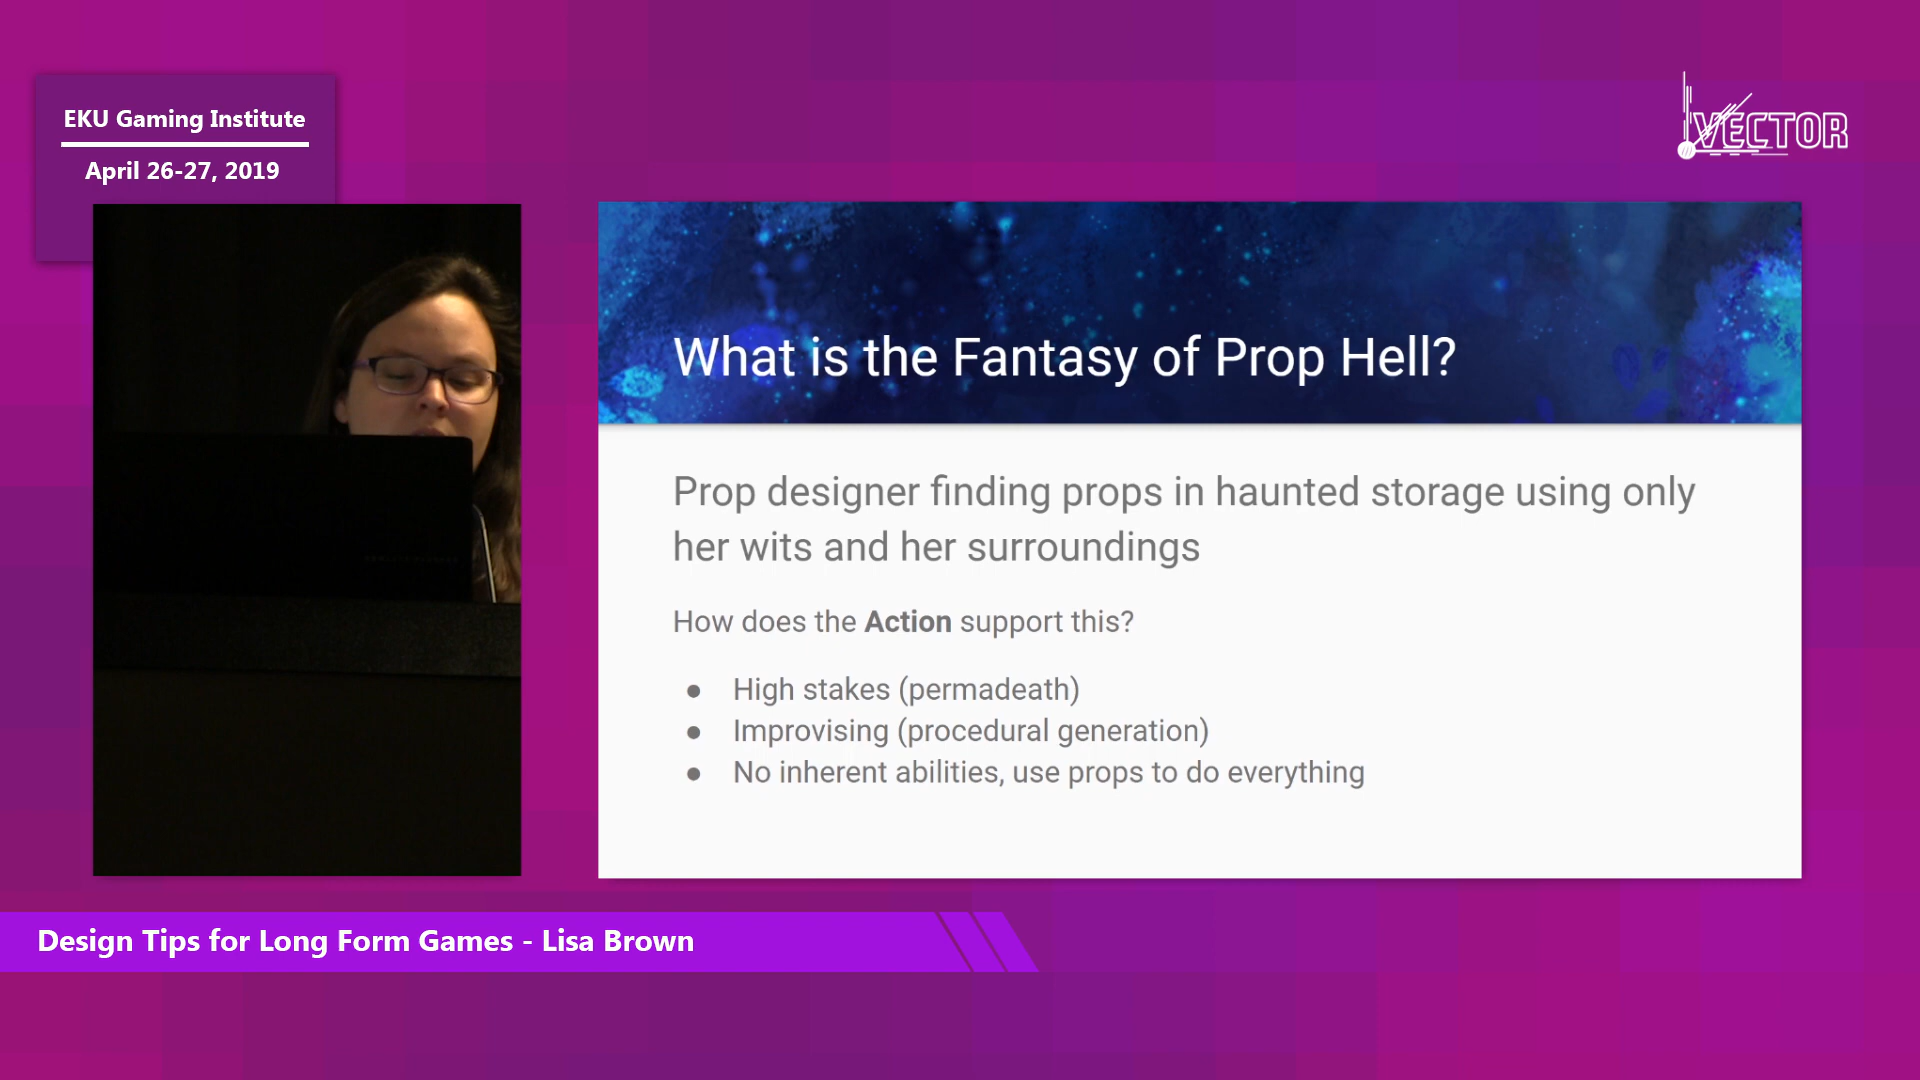 EKU Gaming Institute
April 26-27, 2019
VECTOR
What is the Fantasy of Prop Hell?
Prop designer finding props in haunted storage using only
her wits and her surroundings
How does the Action support this?
● High stakes (permadeath)
● Improvising (procedural generation)
● No inherent abilities, use props to do everything
Design Tips for Long Form Games - Lisa Brown